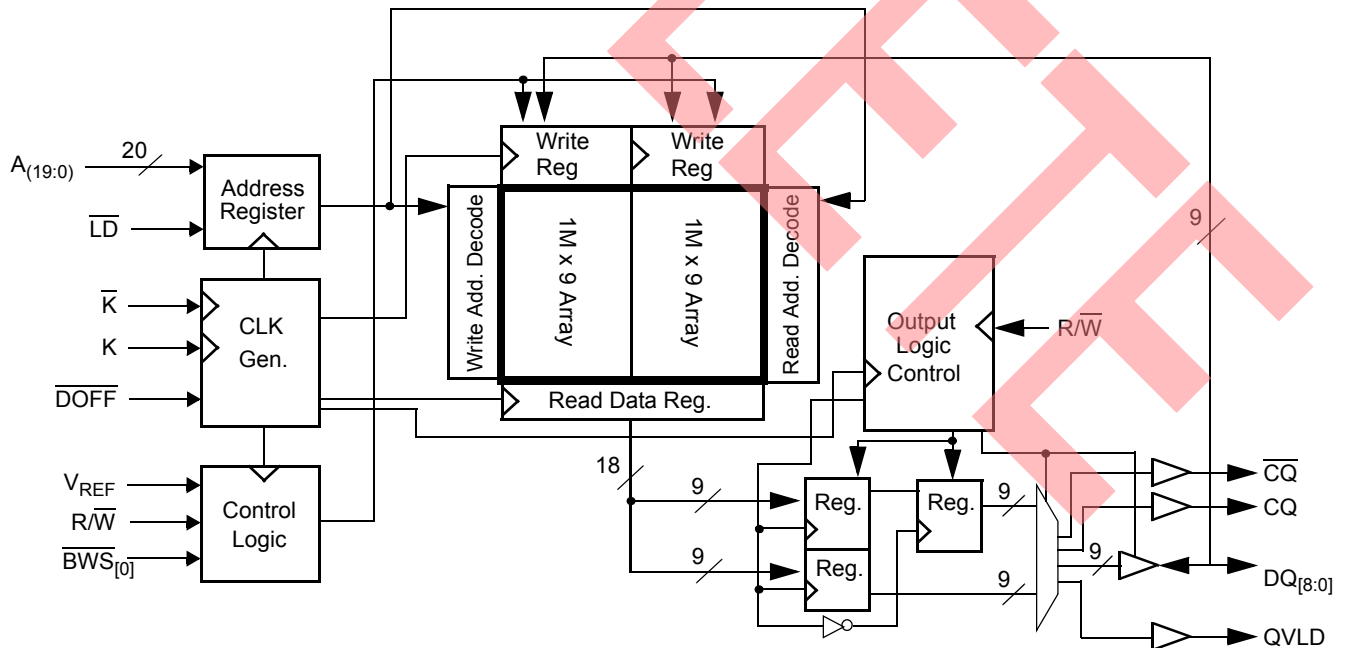 A(19:0)
20
LD
Address
Register
K
K
DOFF
CLK
Gen.
VREF
R/W
BWS[0]
Control
Logic
Write
Reg
Write
Reg
Write Add. Decode
1M x 9 Array
1M x 9 Array
Read Add. Decode
Read Data Reg.
Output
Logic
Control
R/W
9
18
9
9
Reg.
Reg.
Reg.
9
9
9
CQ
CQ
DQ[8:0]
QVLD